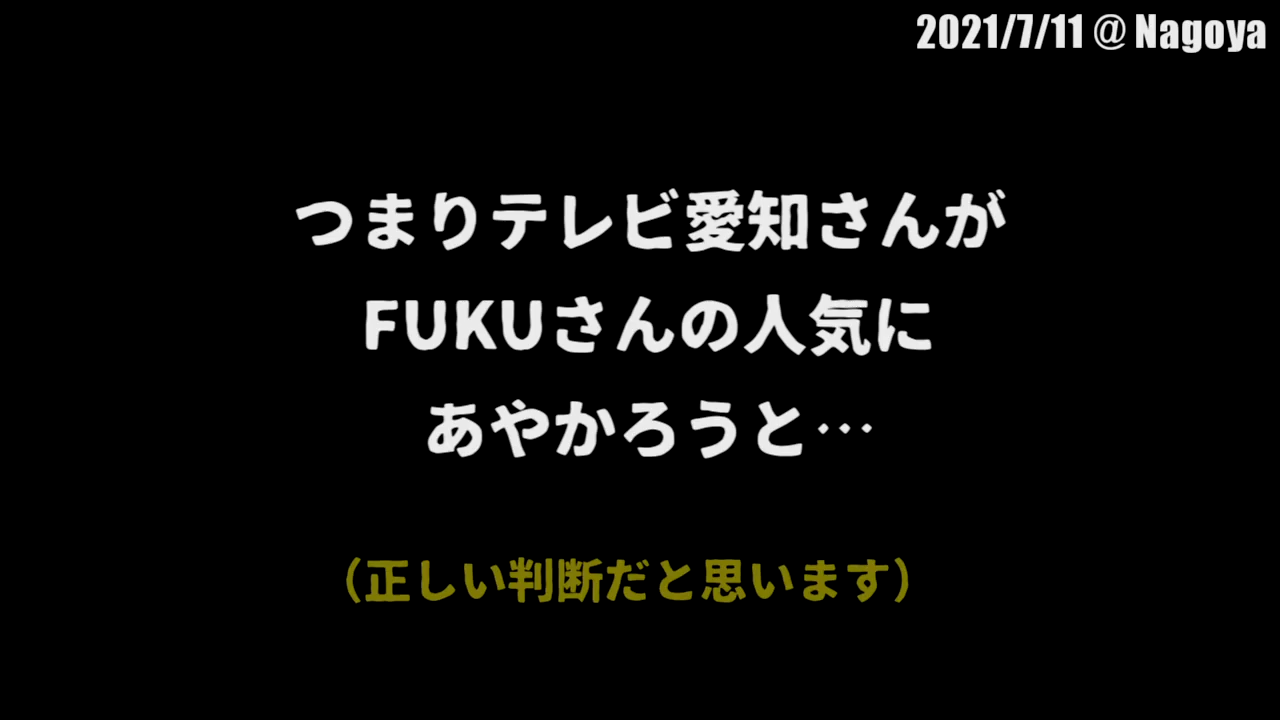 2021/7/11 @ Nagoya
つまりテレビ愛知さんが
FUKUさんの人気に
あやかろうと…
（正しい判断だと思います）